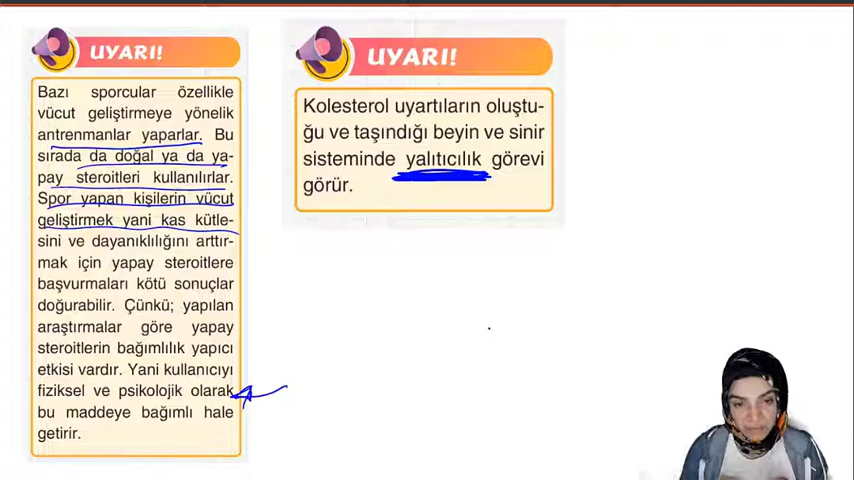 UYARI!
Bazı sporcular özellikle
vücut geliştirmeye yönelik
antrenmanlar yaparlar. Bu
sırada da doğal ya da ya-
pay steroitleri kullanılırlar.
Spor yapan kişilerin vücut
geliştirmek yani kas kütle-
sini ve dayanıklılığını arttır-
mak için yapay steroitlere
başvurmaları kötü sonuçlar
doğurabilir. Çünkü; yapılan
araştırmalar göre yapay
steroitlerin bağımlılık yapıcı
etkisi vardır. Yani kullanıcıyı
fiziksel ve psikolojik olarak
bu maddeye bağımlı hale
getirir.
UYARI!
Kolesterol uyartıların oluştu-
ğu ve taşındığı beyin ve sinir
sisteminde yalıtıcılık görevi
görür.